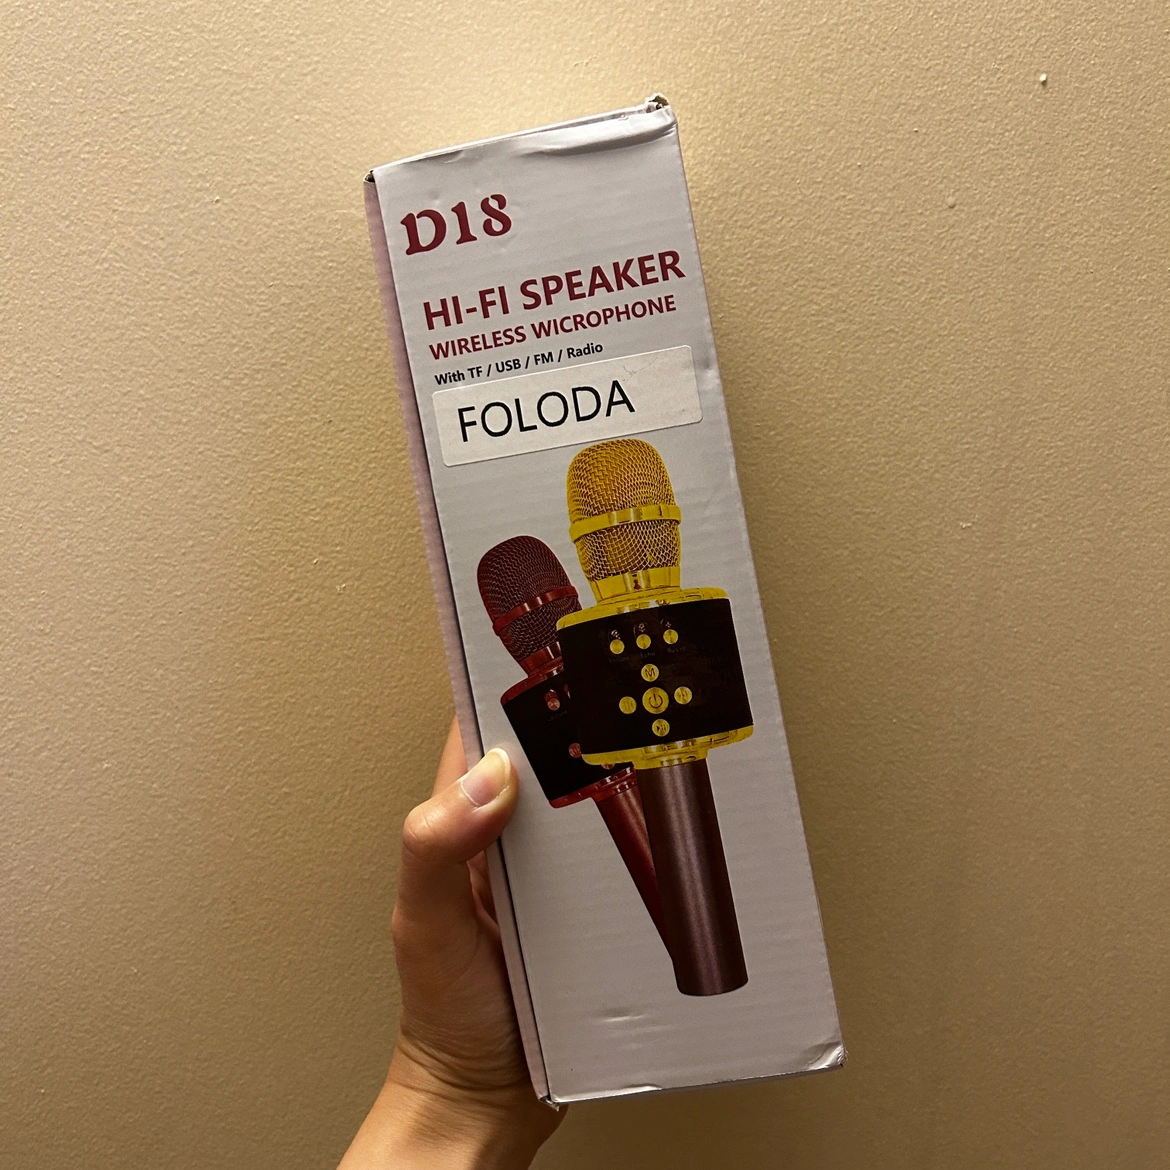 D18
HI-FI SPEAKER
WIRELESS WICROPHONE
With TF / USB / FM / Radio
FOLODA
M